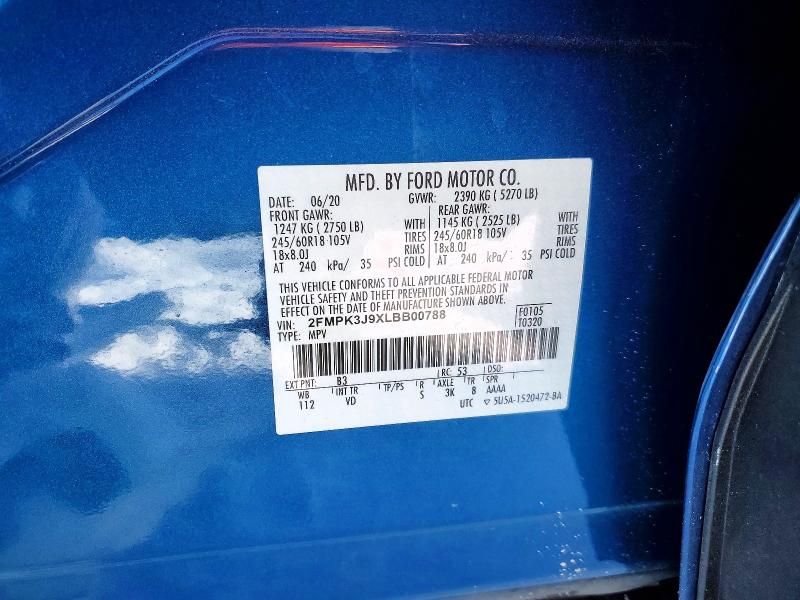 MFD. BY FORD MOTOR CO.
DATE: 06/20 GVWR: 2390 KG ( 5270 LB)
FRONT GAWR: REAR GAWR:
1247 KG ( 2750 LB) WITH 1145 KG ( 2525 LB) WITH
245/60R18 105V TIRES 245/60R18 105V TIRES
18x8.0J RIMS 18x8.0J RIMS
AT 240 kPa/ 35 PSI COLD AT 240 kPa/ 35 PSI COLD
THIS VEHICLE CONFORMS TO ALL APPLICABLE FEDERAL MOTOR
VEHICLE SAFETY AND THEFT PREVENTION STANDARDS IN
EFFECT ON THE DATE OF MANUFACTURE SHOWN ABOVE.
VIN: 2FMPK3J9XLBB00788 F0105
TYPE: MPV T0320
EXT PNT: B3 RC: 53 DSO:
WB INT TR TP/PS R AXLE TR SPR
112 VD S 3K 8 AAAA
UTC ▽ 5U5A-1520472-BA